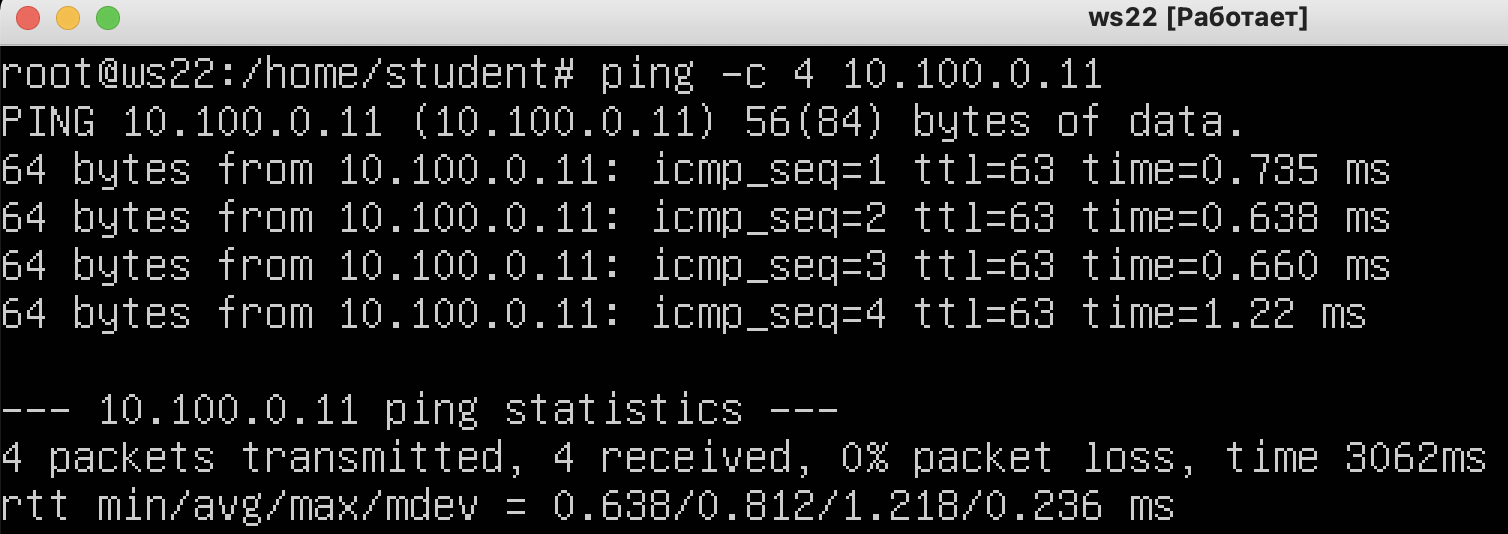 ws22 [Работает]
root@ws22:/home/student# ping -c 4 10.100.0.11
PING 10.100.0.11 (10.100.0.11) 56(84) bytes of data.
64 bytes from 10.100.0.11: icmp_seq=1 ttl=63 time=0.735 ms
64 bytes from 10.100.0.11: icmp_seq=2 ttl=63 time=0.638 ms
64 bytes from 10.100.0.11: icmp_seq=3 ttl=63 time=0.660 ms
64 bytes from 10.100.0.11: icmp_seq=4 ttl=63 time=1.22 ms
--- 10.100.0.11 ping statistics ---
4 packets transmitted, 4 received, 0% packet loss, time 3062ms
rtt min/avg/max/mdev = 0.638/0.812/1.218/0.236 ms